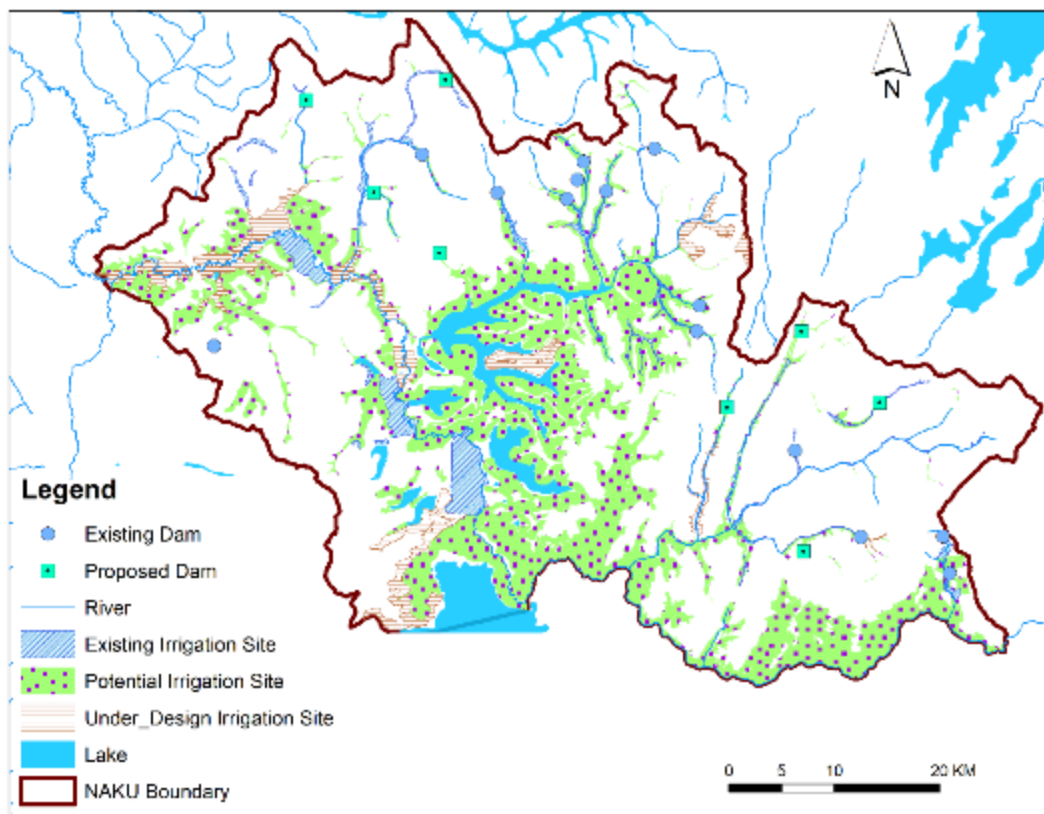 N
Legend
Existing Dam
Proposed Dam
River
Existing Irrigation Site
Potential Irrigation Site
Under_Design Irrigation Site
Lake
NAKU Boundary
0 5 10 20 KM